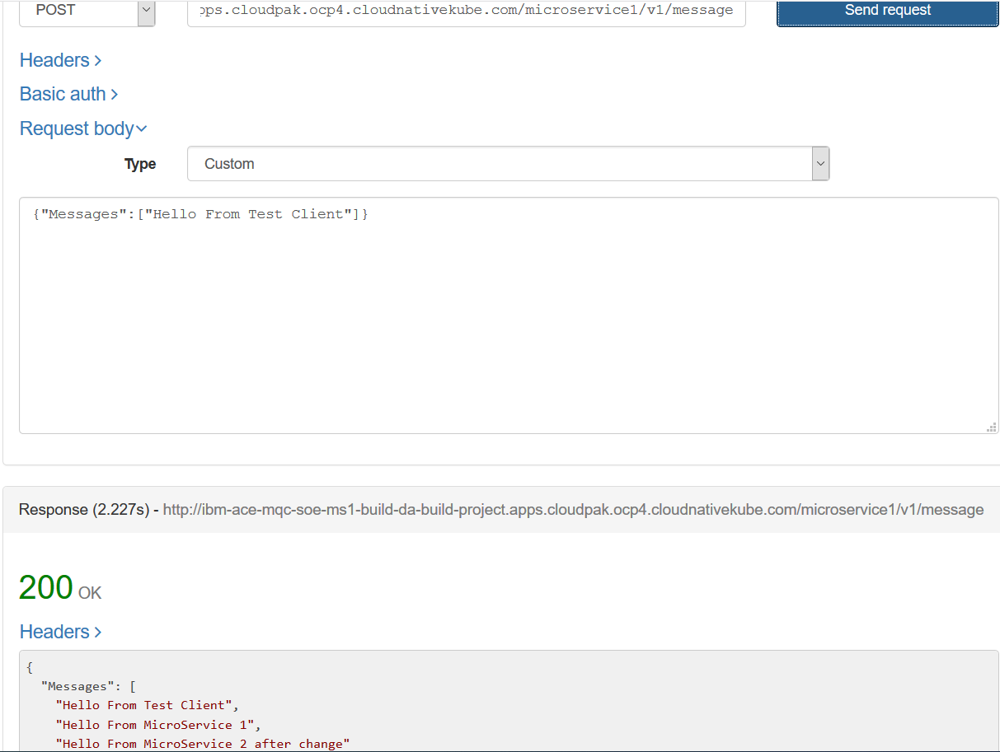 POST
apps.cloudpak.ocp4.cloudnativekube.com/microservice1/v1/message
Send request
Headers
Basic auth
Request body
Type
Custom
{"Messages":["Hello From Test Client"]}
Response (2.227s) - http://ibm-ace-mqc-soe-ms1-build-da-build-project.apps.cloudpak.ocp4.cloudnativekube.com/microservice1/v1/message
200 OK
Headers
{
"Messages": [
"Hello From Test Client",
"Hello From MicroService 1",
"Hello From MicroService 2 after change"